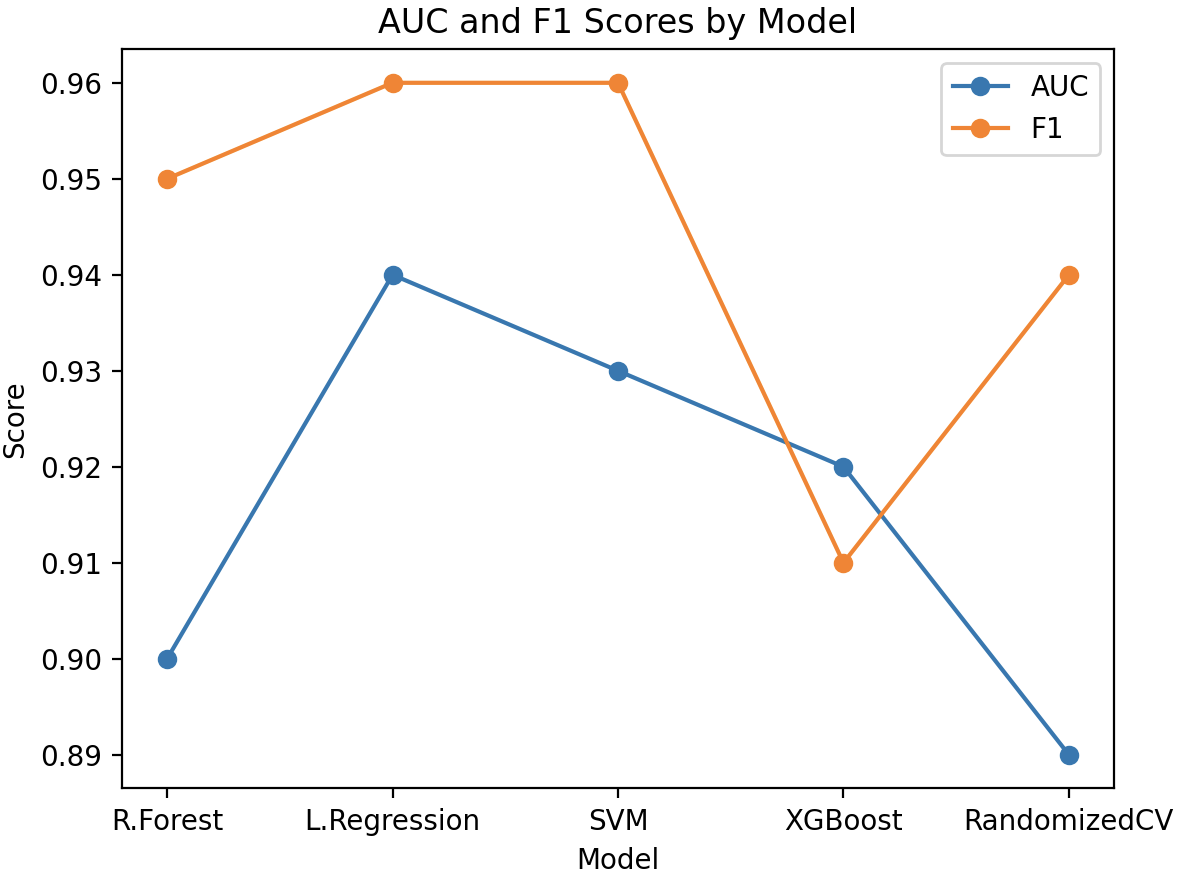 AUC and F1 Scores by Model
AUC
F1
0.96
0.95
0.94
0.93
0.92
0.91
0.90
0.89
Score
R.Forest L.Regression SVM XGBoost RandomizedCV
Model